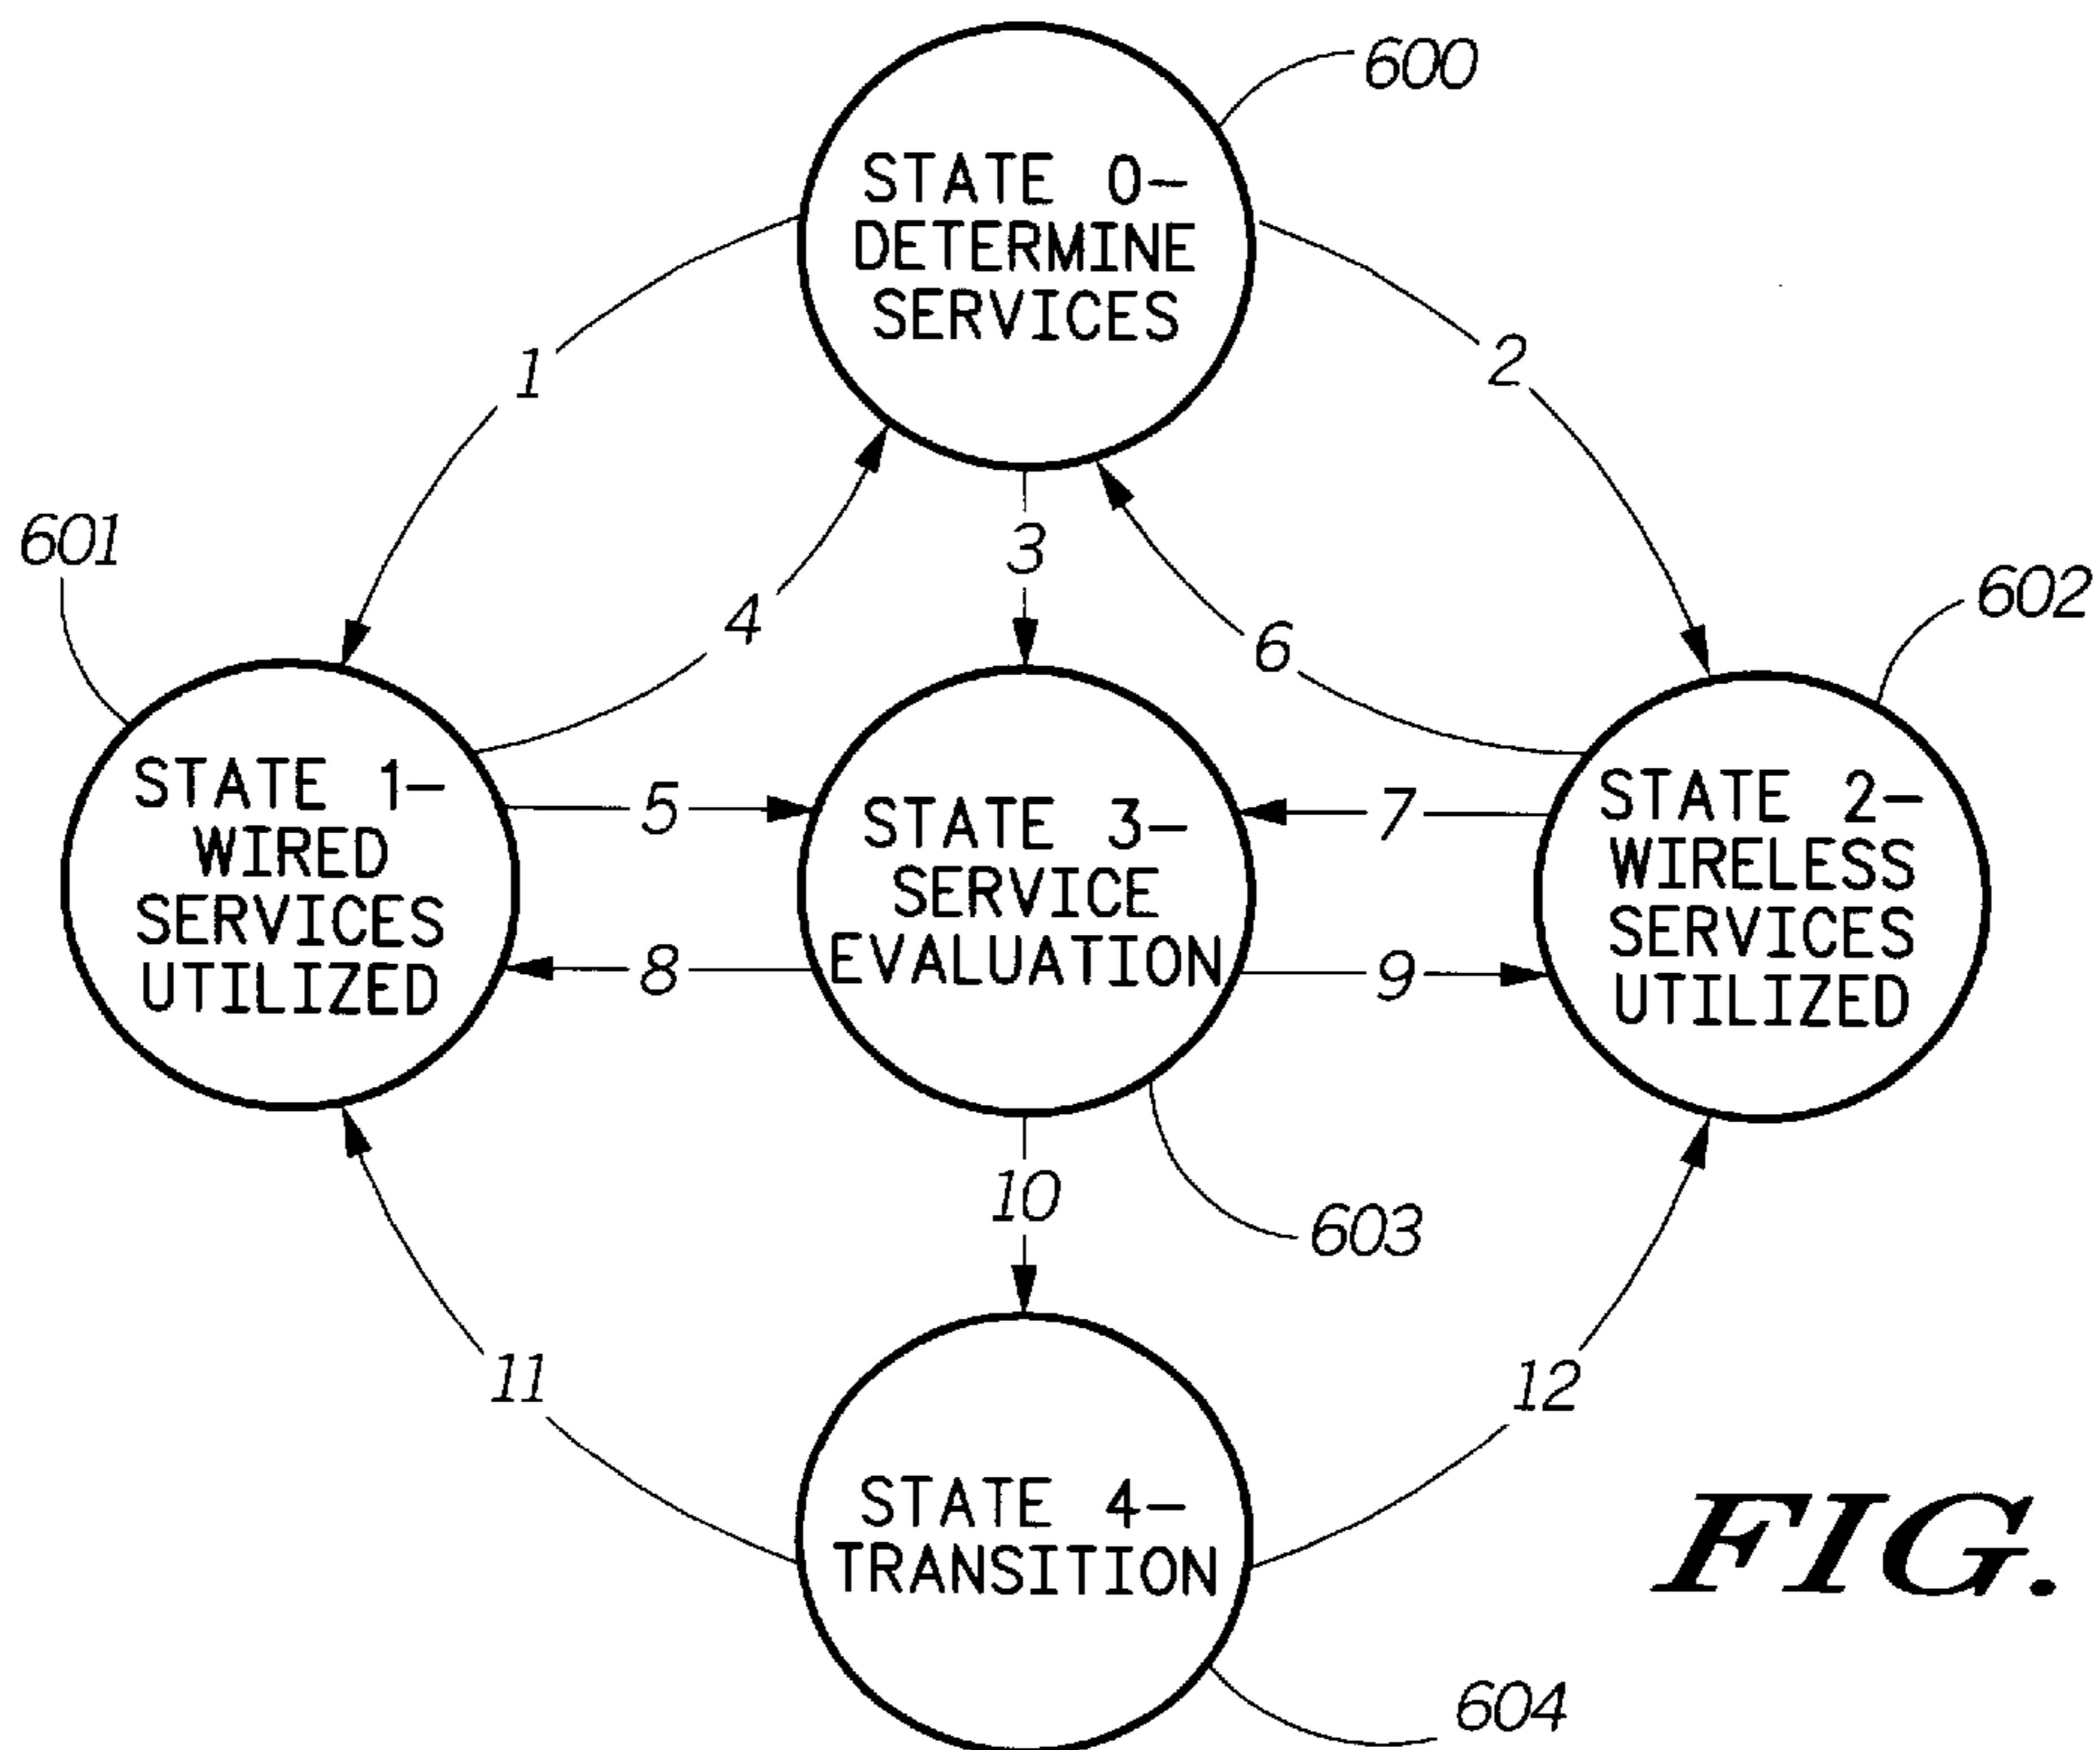 600
STATE 0-
DETERMINE
SERVICES
1
2
3
601
4
6
602
STATE 1-
WIRED
SERVICES
UTILIZED
5
STATE 3-
SERVICE
EVALUATION
7
STATE 2-
WIRELESS
SERVICES
UTILIZED
8
9
10
603
11
12
STATE 4-
TRANSITION
FIG.
604